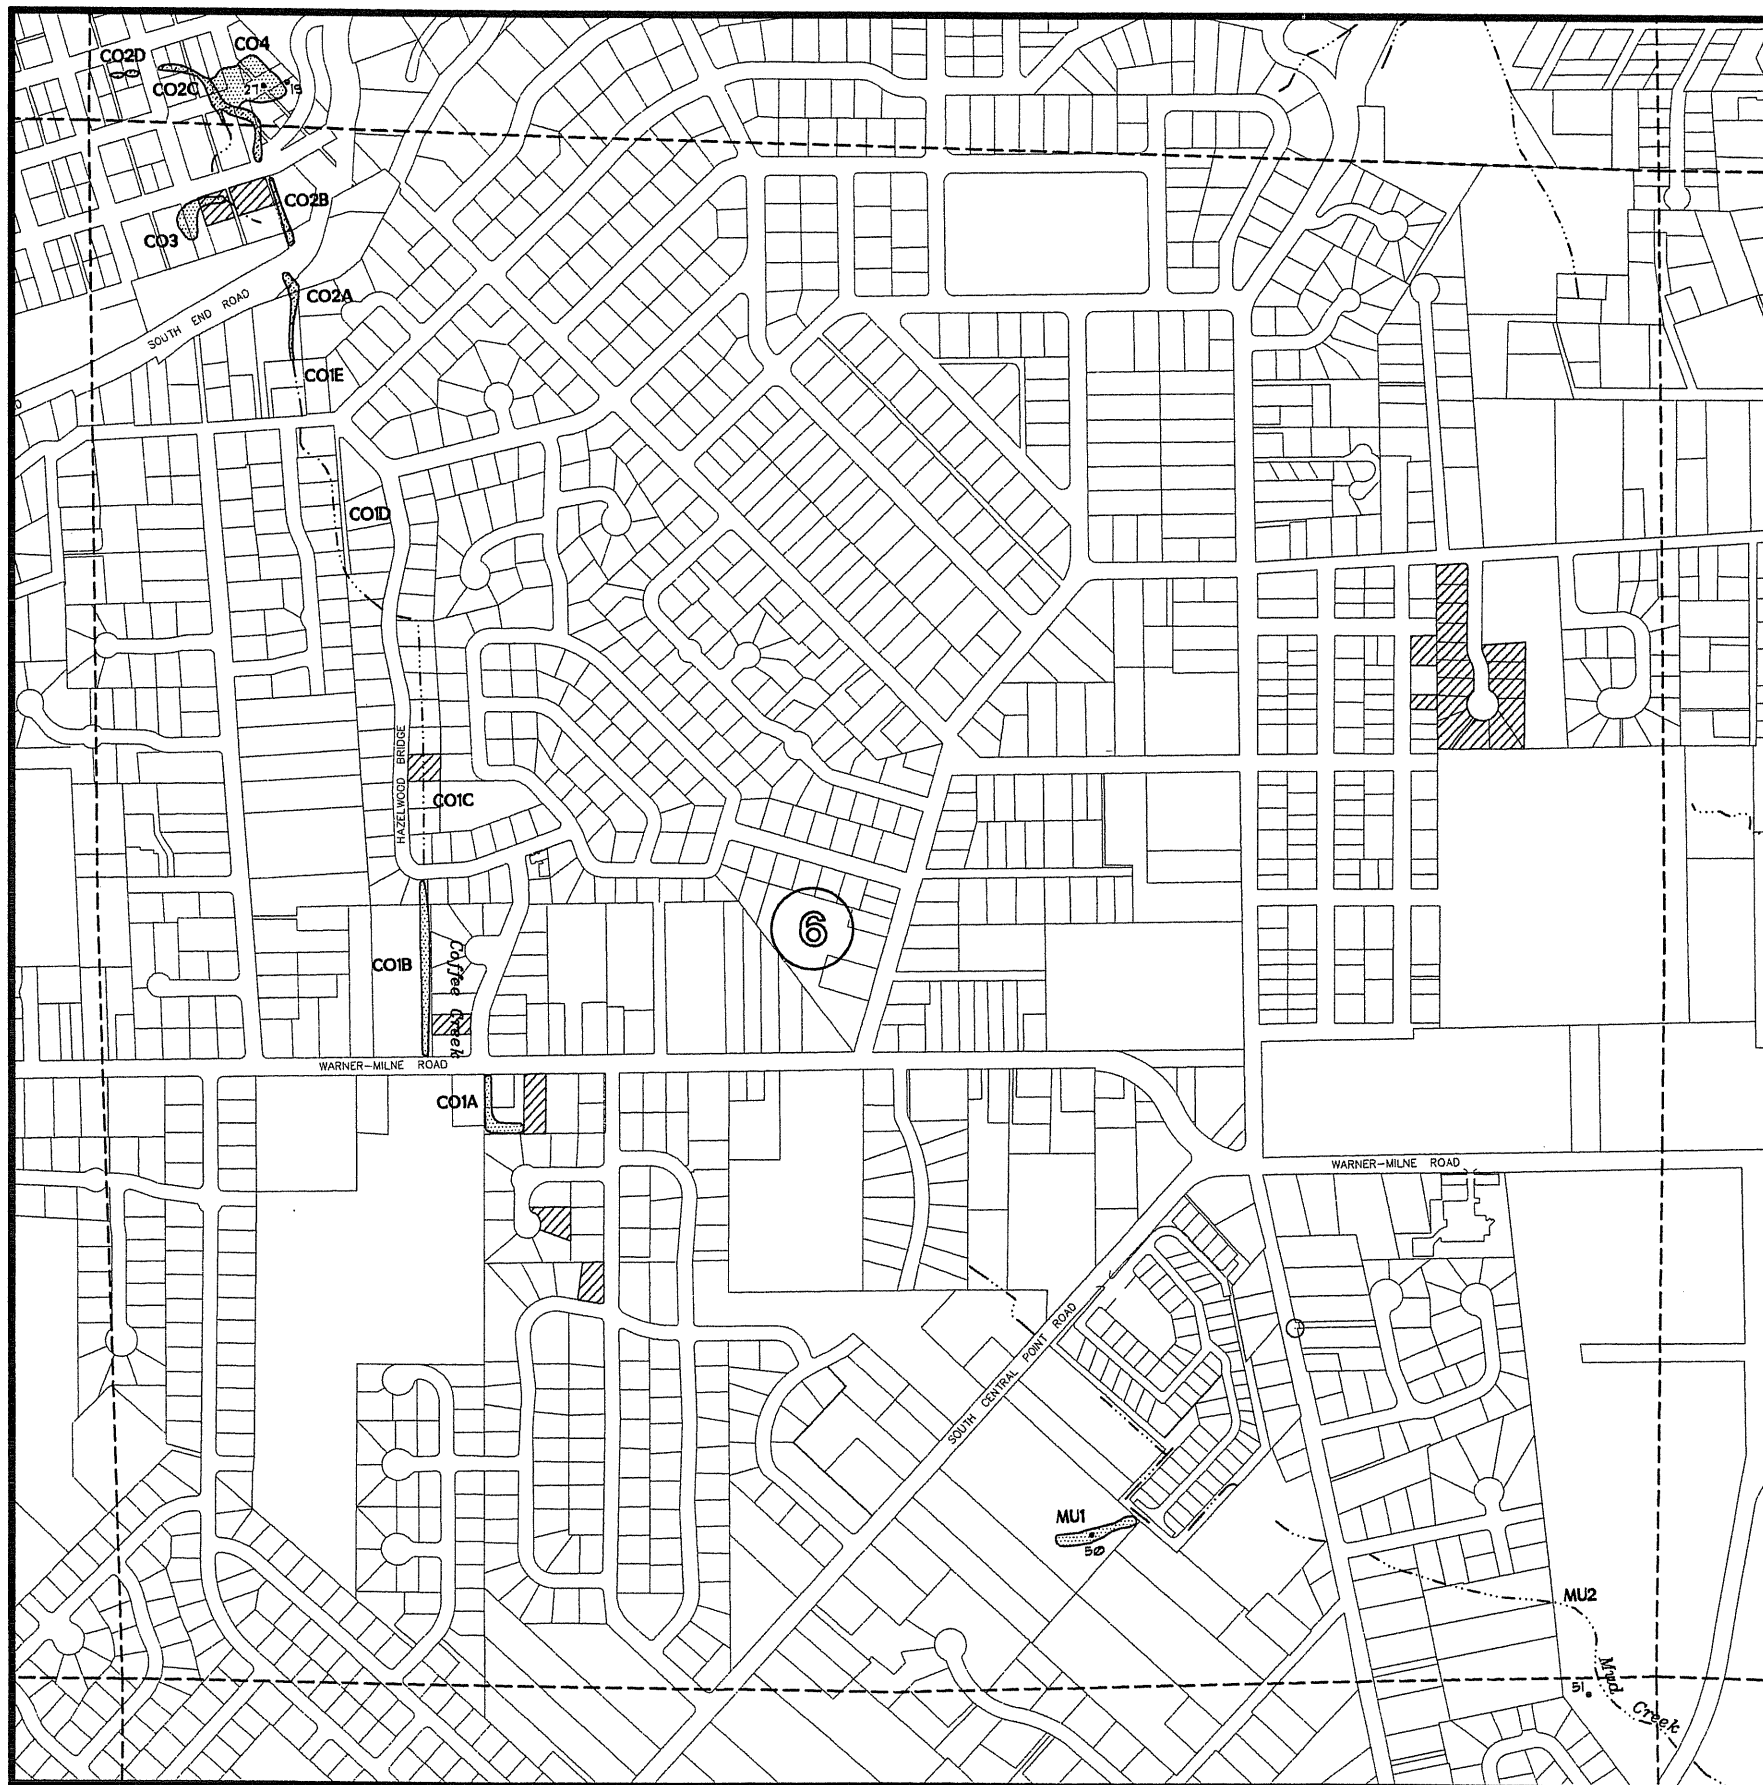 CO4
CO2D
CO2C
27
19
CO2B
CO3
CO2A
SOUTH END ROAD
CO1E
CO1D
HAZELWOOD BRIDGE
CO1C
6
CO1B
Coffee Creek
WARNER-MILNE ROAD
CO1A
WARNER-MILNE ROAD
SOUTH CENTRAL POINT ROAD
MU1
50
MU2
51
Mud Creek